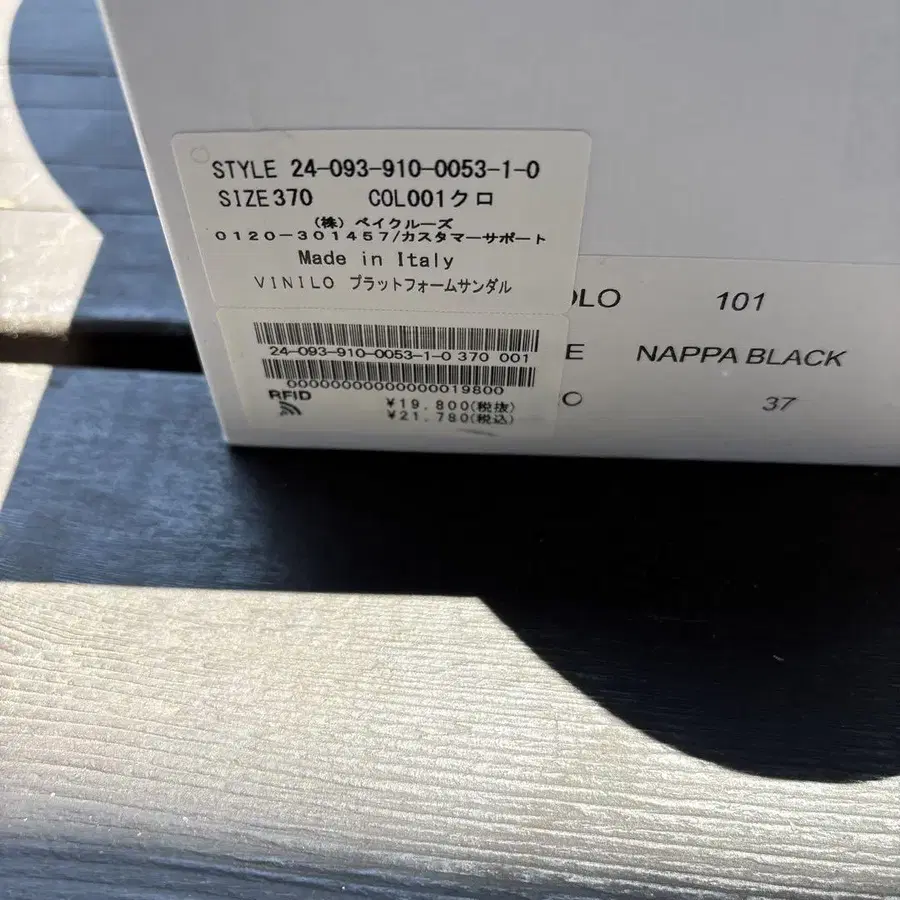 STYLE 24-093-910-0053-1-0
SIZE 370 COL001クロ
(株) ベイクルーズ
0120-301457/カスタマーサポート
Made in Italy
VINILO プラットフォームサンダル
24-093-910-0053-1-0 370 001
00000000000000019800
RFID
¥19,800(税抜)
¥21,780(税込)
OLO 101
E NAPPA BLACK
O 37